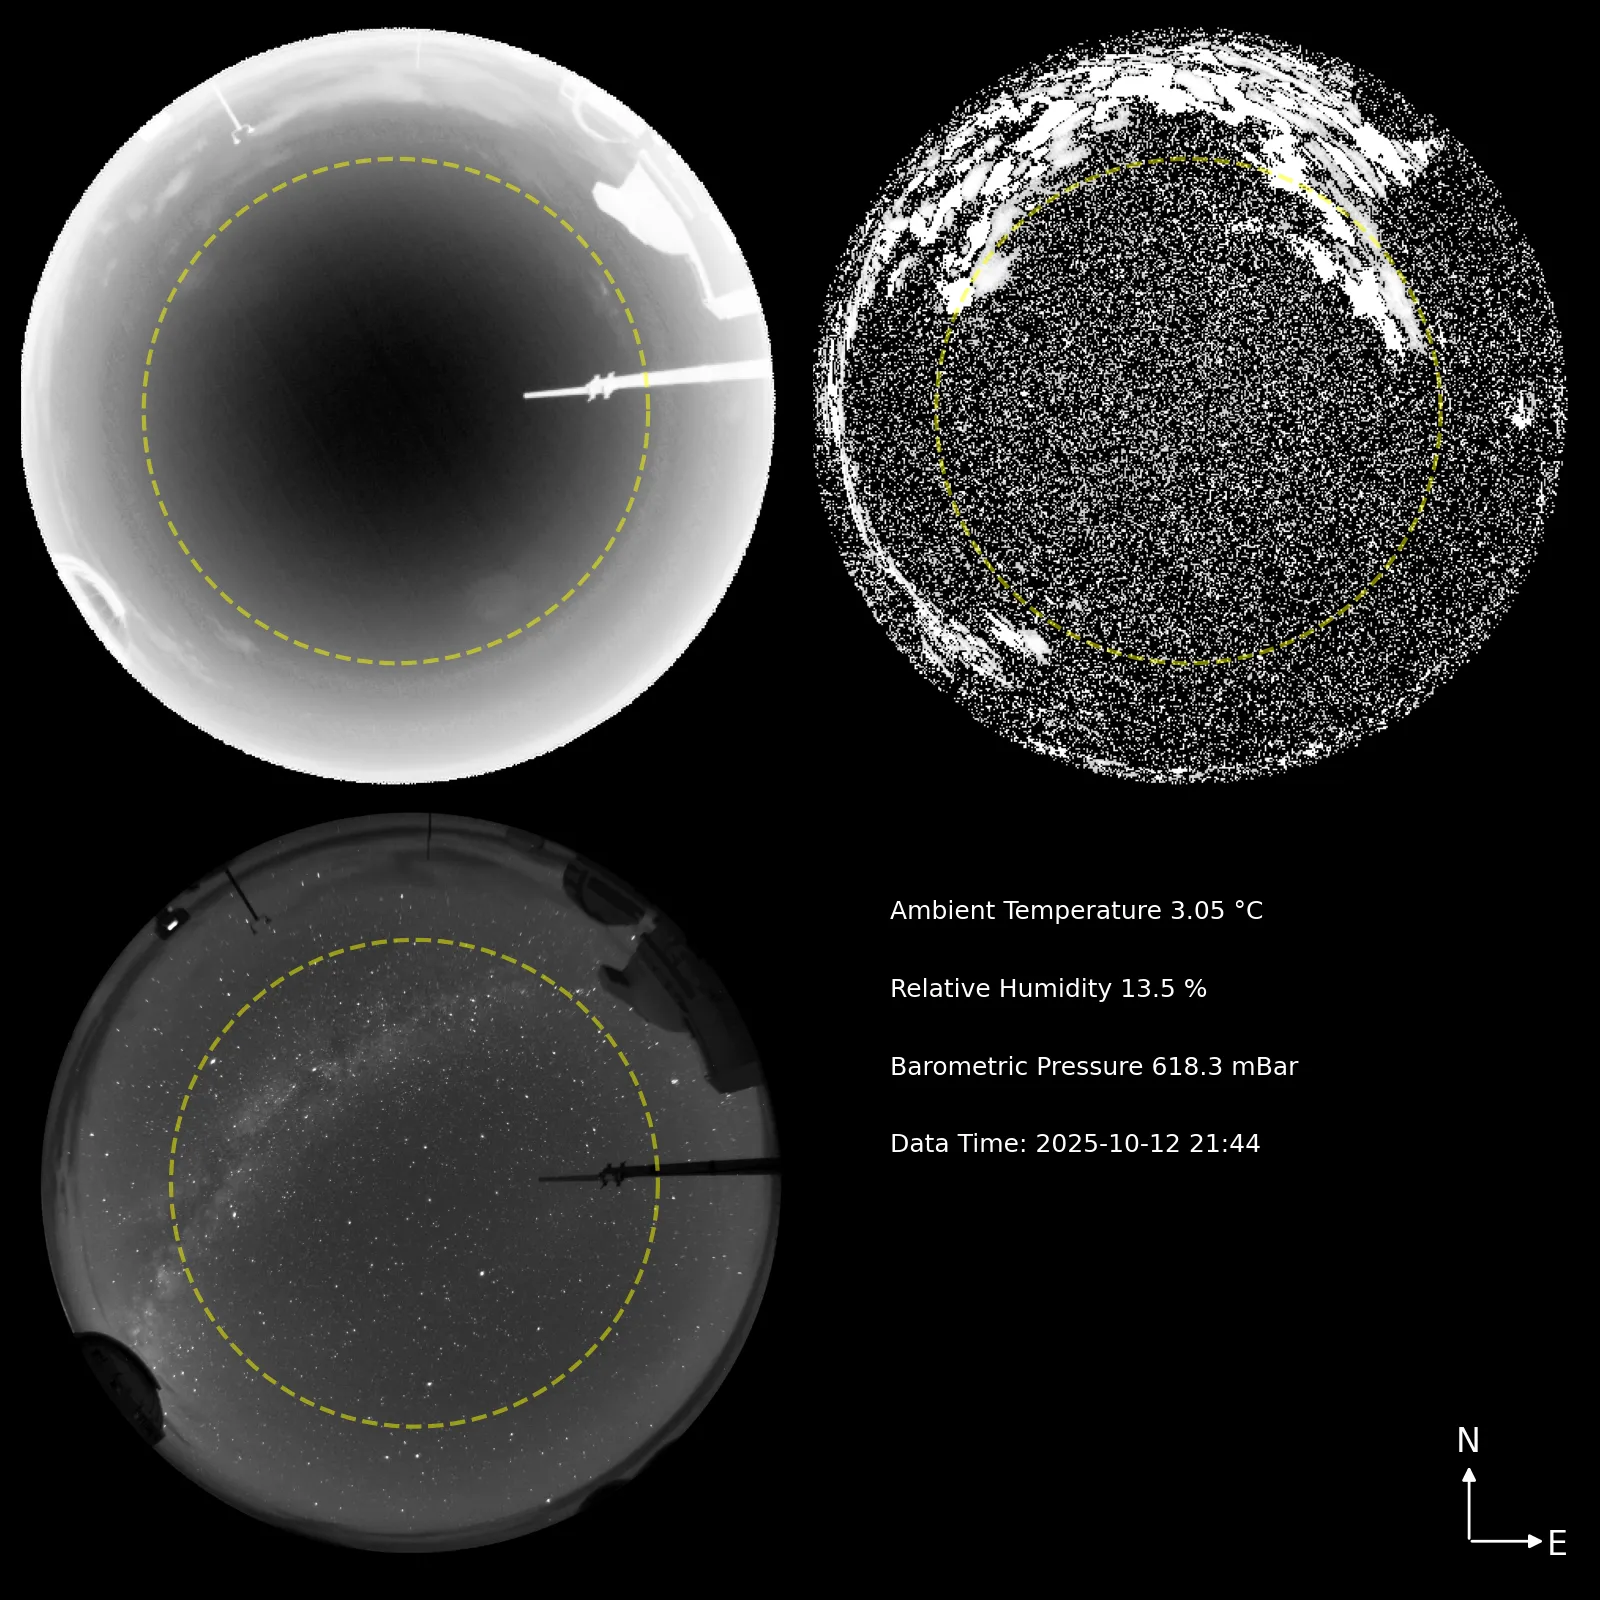 Ambient Temperature 3.05 °C
Relative Humidity 13.5 %
Barometric Pressure 618.3 mBar
Data Time: 2025-10-12 21:44
N
E